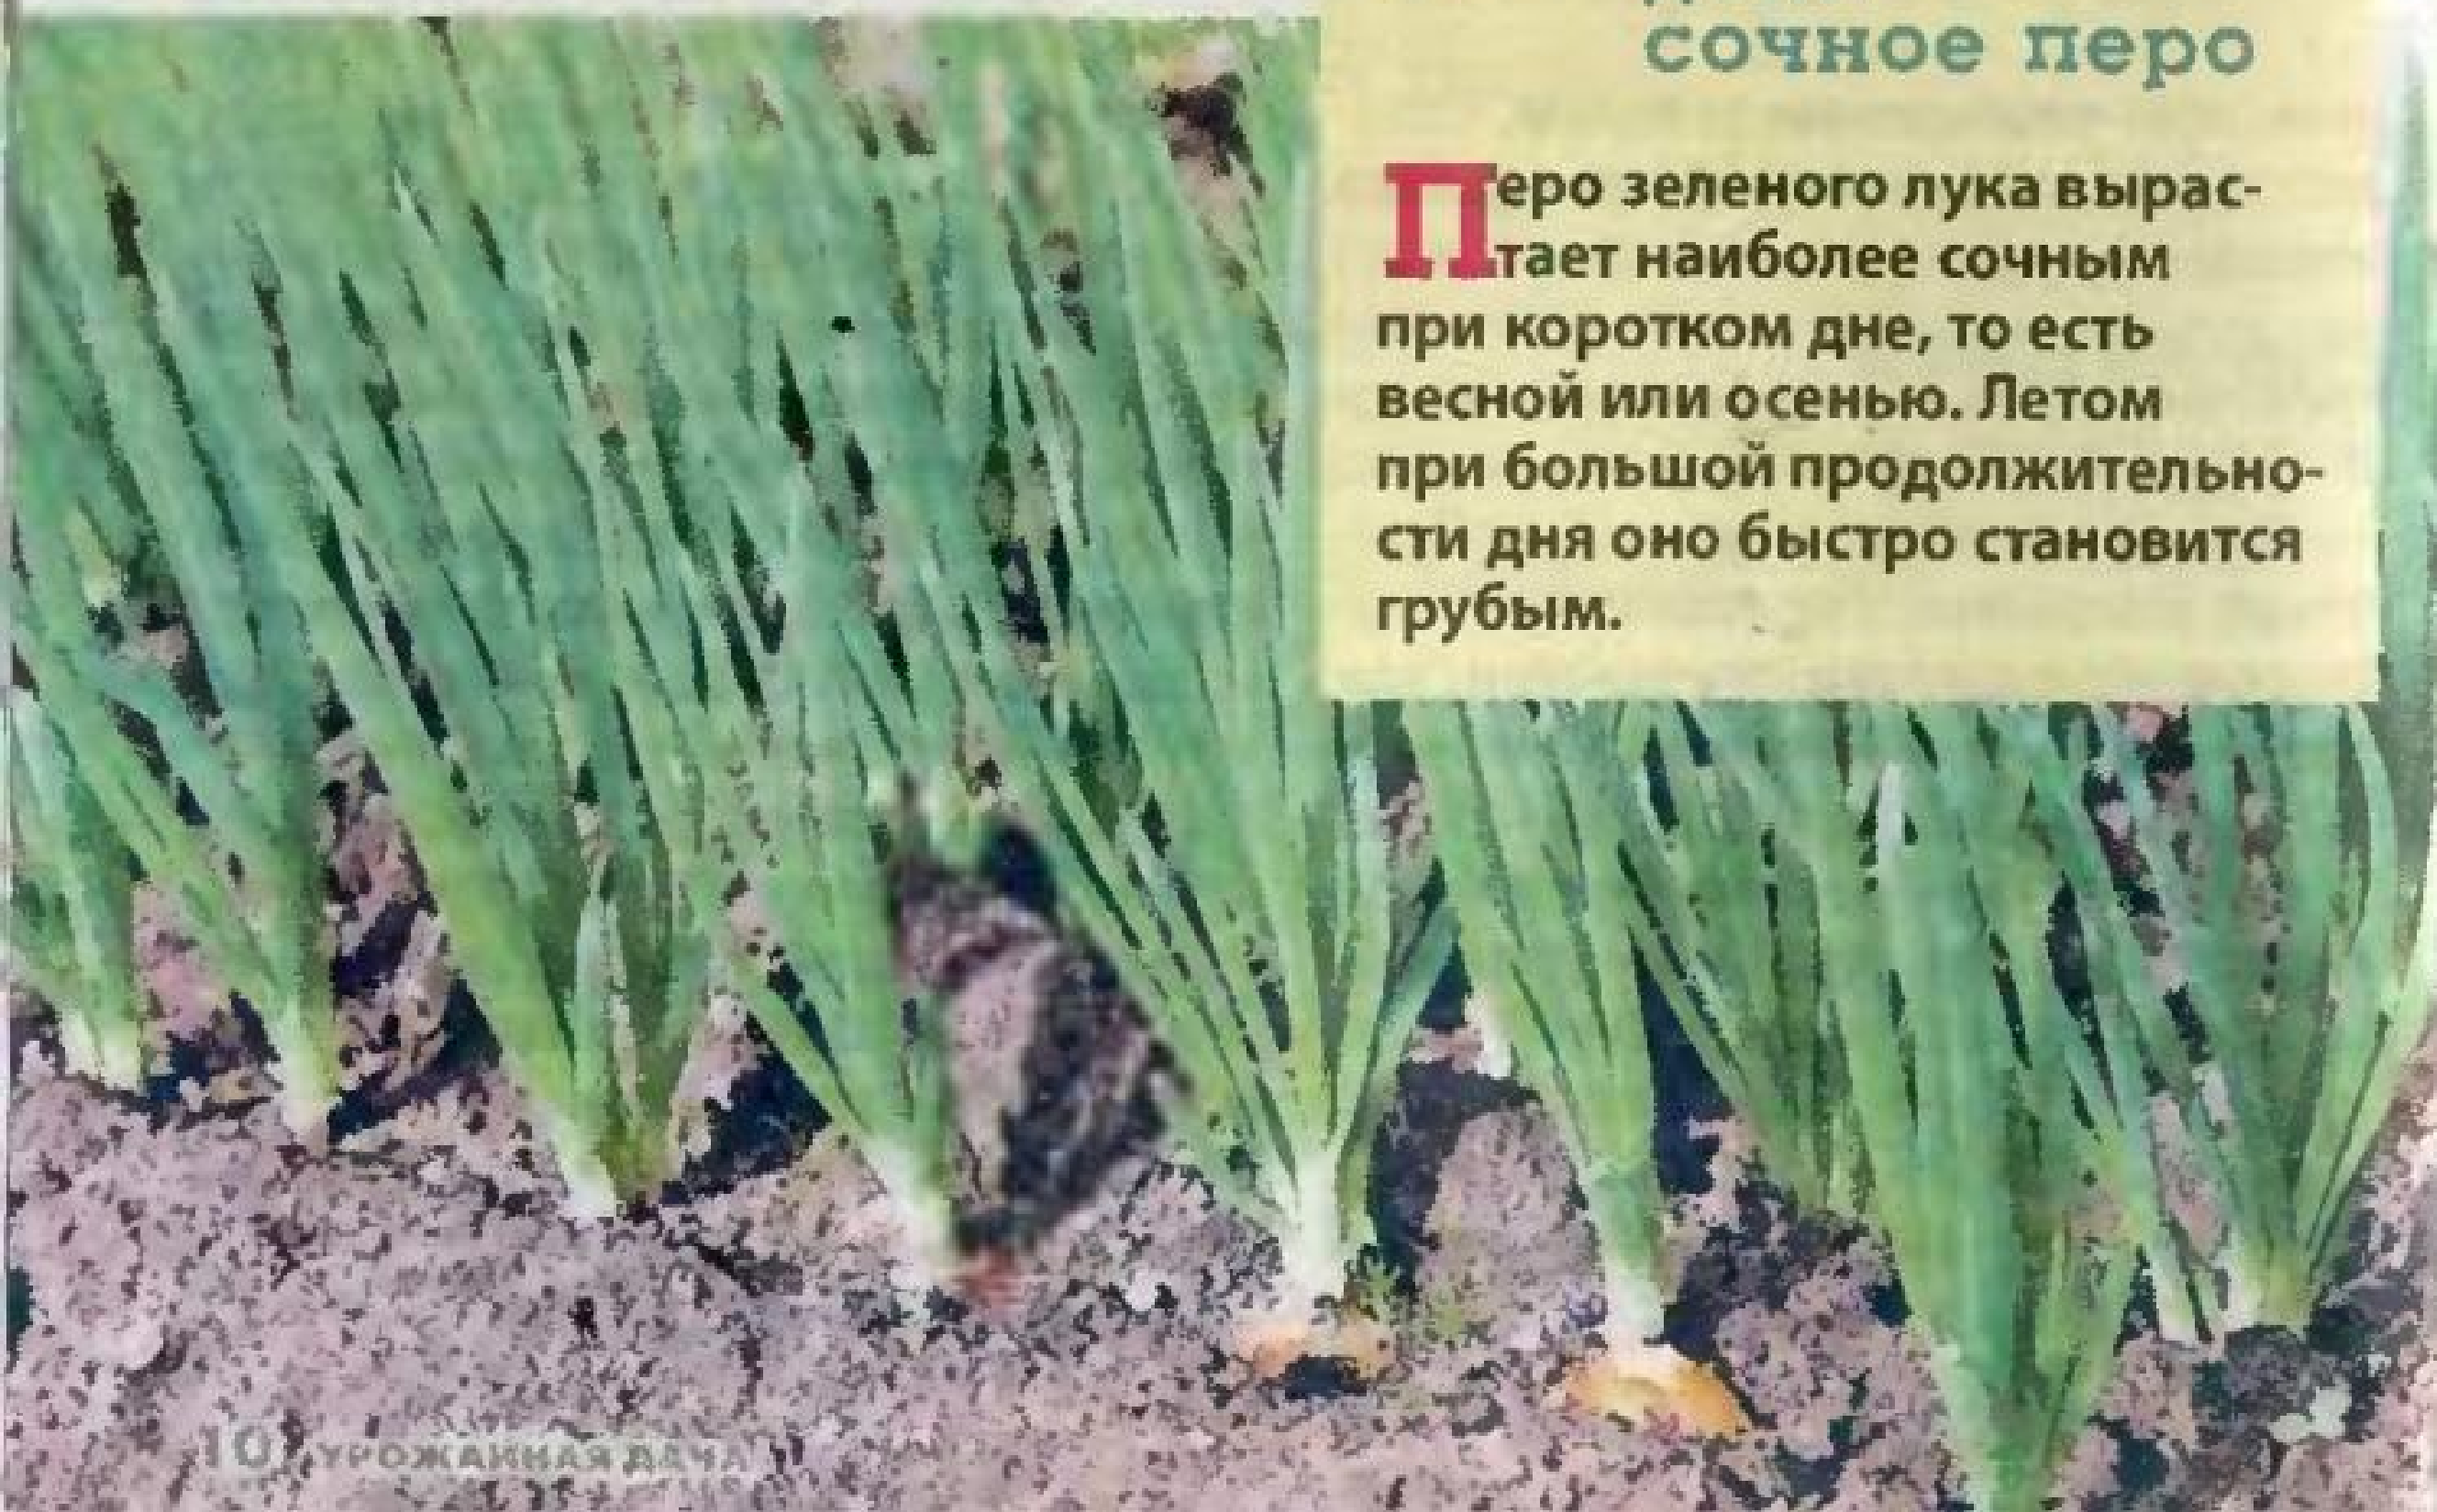 сочное перо
Перо зеленого лука вырас-
тает наиболее сочным
при коротком дне, то есть
весной или осенью. Летом
при большой продолжительно-
сти дня оно быстро становится
грубым.
10 УРОЖАЙНАЯ ДАЧА